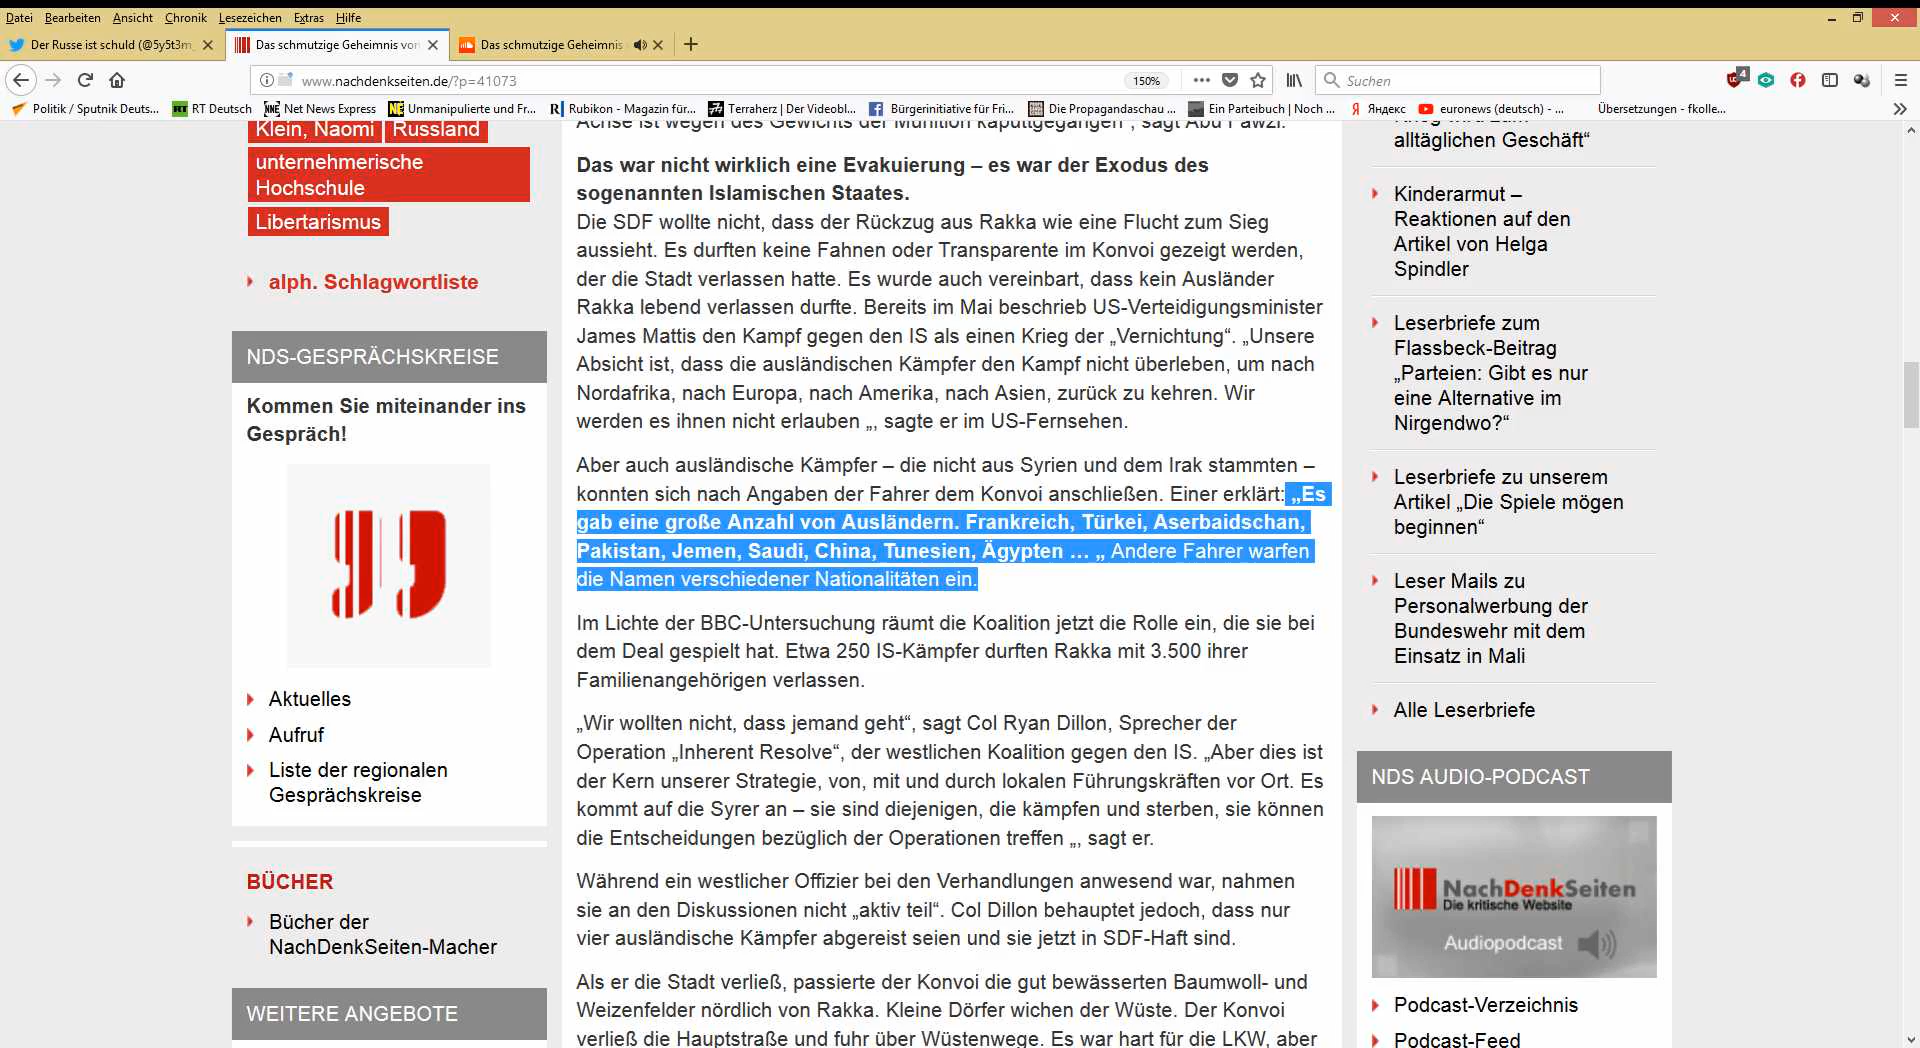 Datei Bearbeiten Ansicht Chronik Lesezeichen Extras Hilfe
Der Russe ist schuld (@5y5t3m
Das schmutzige Geheimnis von
Das schmutzige Geheimnis
www.nachdenkseiten.de/?p=41073
150%
Suchen
4
Politik / Sputnik Deuts...
RT Deutsch
Net News Express
Unmanipulierte und Fr...
Rubikon - Magazin für...
Terraherz | Der Videobl...
Bürgerinitiative für Fri...
Die Propagandaschau ...
Ein Parteibuch | Noch ...
Яндекс
euronews (deutsch) - ...
Übersetzungen - fkolle...
Klein, Naomi
Russland
unternehmerische
Hochschule
Libertarismus
alph. Schlagwortliste
NDS-GESPRÄCHSKREISE
Kommen Sie miteinander ins
Gespräch!
Aktuelles
Aufruf
Liste der regionalen
Gesprächskreise
BÜCHER
Bücher der
NachDenkSeiten-Macher
WEITERE ANGEBOTE
Achse ist wegen des Gewichts der Munition kaputtgegangen“, sagt Abu Fawzi.
Das war nicht wirklich eine Evakuierung – es war der Exodus des
sogenannten Islamischen Staates.
Die SDF wollte nicht, dass der Rückzug aus Rakka wie eine Flucht zum Sieg
aussieht. Es durften keine Fahnen oder Transparente im Konvoi gezeigt werden,
der die Stadt verlassen hatte. Es wurde auch vereinbart, dass kein Ausländer
Rakka lebend verlassen durfte. Bereits im Mai beschrieb US-Verteidigungsminister
James Mattis den Kampf gegen den IS als einen Krieg der „Vernichtung“. „Unsere
Absicht ist, dass die ausländischen Kämpfer den Kampf nicht überleben, um nach
Nordafrika, nach Europa, nach Amerika, nach Asien, zurück zu kehren. Wir
werden es ihnen nicht erlauben „, sagte er im US-Fernsehen.
Aber auch ausländische Kämpfer – die nicht aus Syrien und dem Irak stammten –
konnten sich nach Angaben der Fahrer dem Konvoi anschließen. Einer erklärt: „Es
gab eine große Anzahl von Ausländern. Frankreich, Türkei, Aserbaidschan,
Pakistan, Jemen, Saudi, China, Tunesien, Ägypten … „ Andere Fahrer warfen
die Namen verschiedener Nationalitäten ein.
Im Lichte der BBC-Untersuchung räumt die Koalition jetzt die Rolle ein, die sie bei
dem Deal gespielt hat. Etwa 250 IS-Kämpfer durften Rakka mit 3.500 ihrer
Familienangehörigen verlassen.
„Wir wollten nicht, dass jemand geht“, sagt Col Ryan Dillon, Sprecher der
Operation „Inherent Resolve“, der westlichen Koalition gegen den IS. „Aber dies ist
der Kern unserer Strategie, von, mit und durch lokalen Führungskräften vor Ort. Es
kommt auf die Syrer an – sie sind diejenigen, die kämpfen und sterben, sie können
die Entscheidungen bezüglich der Operationen treffen „, sagt er.
Während ein westlicher Offizier bei den Verhandlungen anwesend war, nahmen
sie an den Diskussionen nicht „aktiv teil“. Col Dillon behauptet jedoch, dass nur
vier ausländische Kämpfer abgereist seien und sie jetzt in SDF-Haft sind.
Als er die Stadt verließ, passierte der Konvoi die gut bewässerten Baumwoll- und
Weizenfelder nördlich von Rakka. Kleine Dörfer wichen der Wüste. Der Konvoi
verließ die Hauptstraße und fuhr über Wüstenwege. Es war hart für die LKW, aber
alltäglichen Geschäft“
Kinderarmut –
Reaktionen auf den
Artikel von Helga
Spindler
Leserbriefe zum
Flassbeck-Beitrag
„Parteien: Gibt es nur
eine Alternative im
Nirgendwo?“
Leserbriefe zu unserem
Artikel „Die Spiele mögen
beginnen“
Leser Mails zu
Personalwerbung der
Bundeswehr mit dem
Einsatz in Mali
Alle Leserbriefe
NDS AUDIO-PODCAST
NachDenkSeiten
Die kritische Website
Audiopodcast
Podcast-Verzeichnis
Podcast-Feed